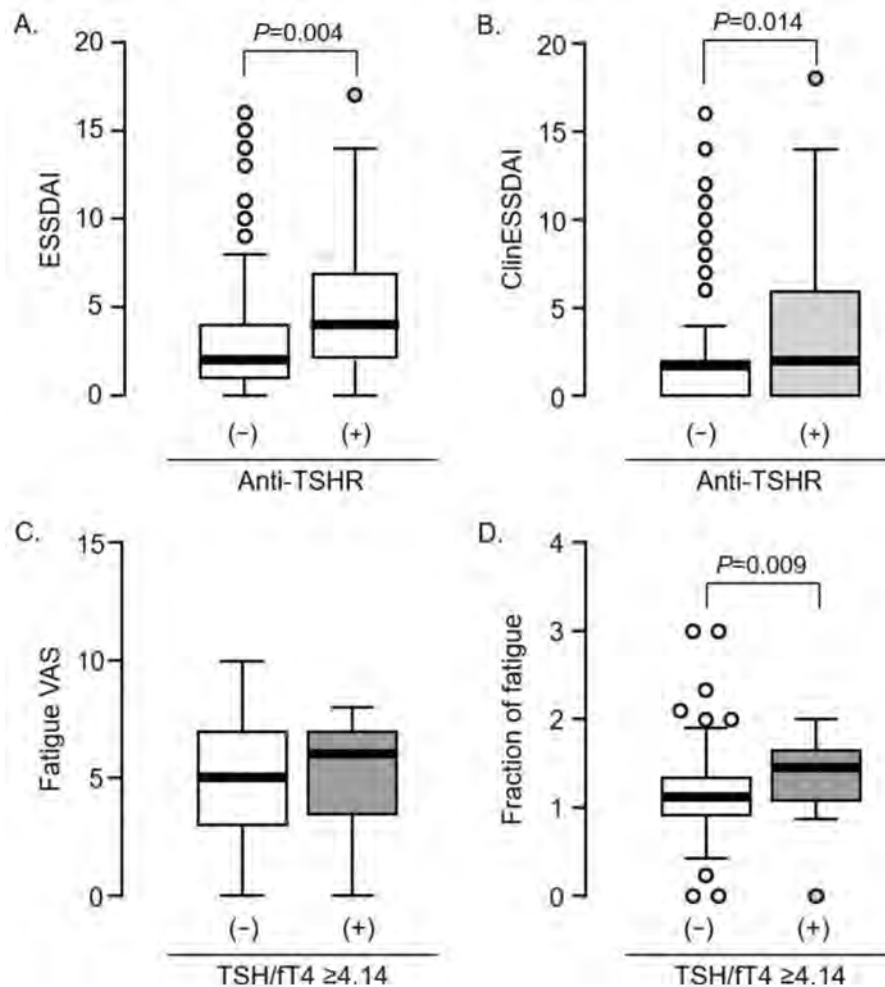 A.
P=0.004
20
15
10
5
0
ESSDAI
(−)
(+)
Anti-TSHR
B.
P=0.014
20
15
10
5
0
ClinESSDAI
(−)
(+)
Anti-TSHR
C.
15
10
5
0
Fatigue VAS
(−)
(+)
TSH/fT4 ≥4.14
D.
P=0.009
4
3
2
1
0
Fraction of fatigue
(−)
(+)
TSH/fT4 ≥4.14